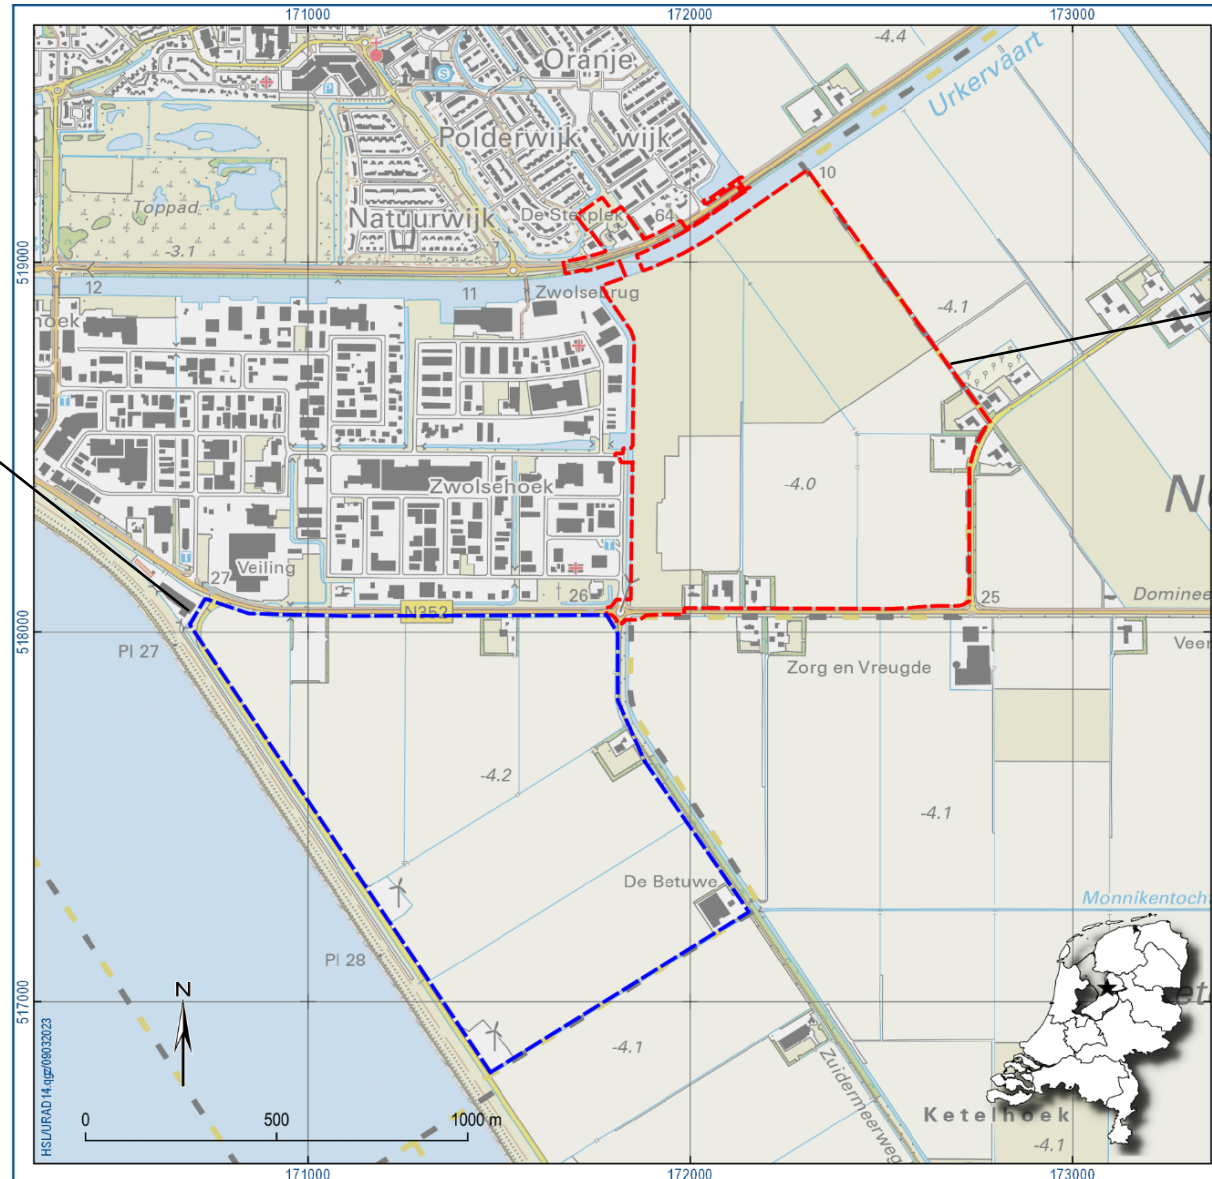 171000
172000
173000
-4.4
Oranje
wijk
Urkervaart
S
P
Polderwijk
10
Toppad
Natuurwijk
De Sterplek
64
-3.1
519000
12
11
Zwolsebrug
-4.1
hoek
Zwolsehoek
-4.0
Veiling
27
26
N352
25
Dominee
518000
Pl 27
Zorg en Vreugde
Veer
-4.2
-4.1
De Betuwe
Monnikentocht
Pl 28
N
517000
-4.1
Zuidermeerweg
Ketelhoek
-4.1
0
500
1000 m
HSL/URAD14.qgz/09032023
171000
172000
173000